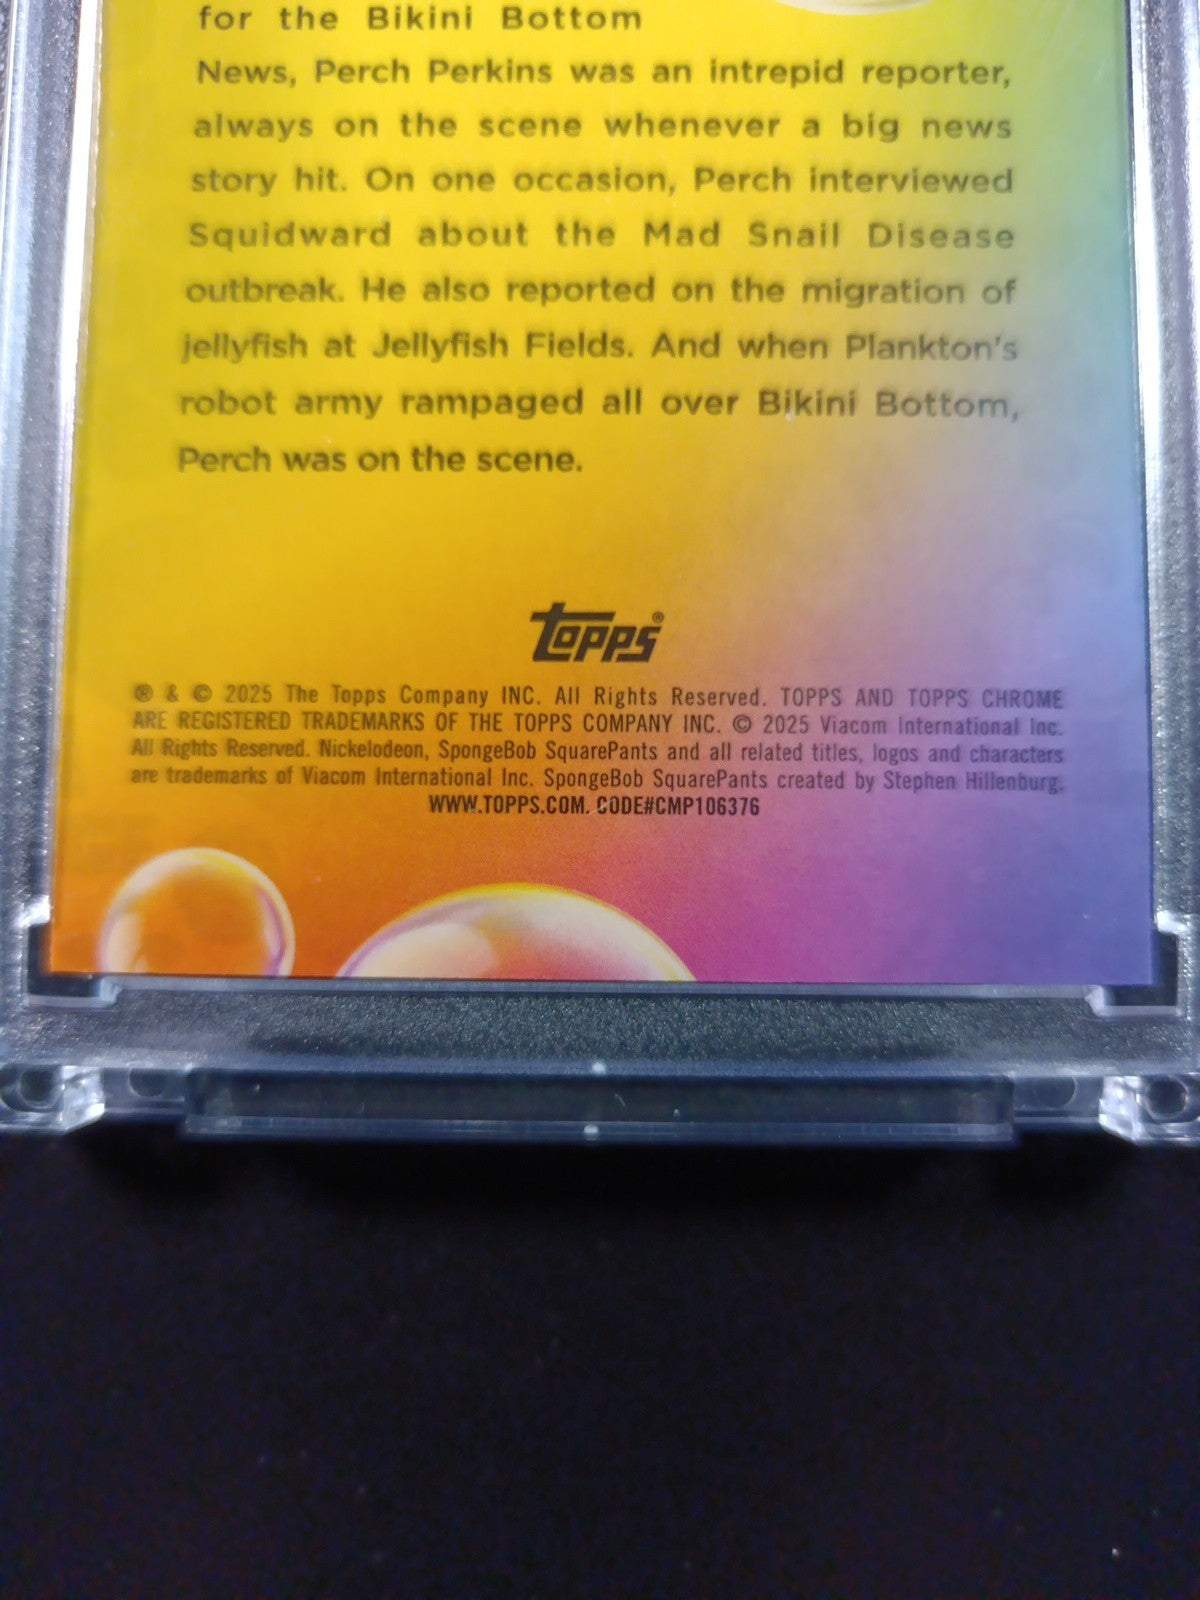 for the Bikini Bottom
News, Perch Perkins was an intrepid reporter,
always on the scene whenever a big news
story hit. On one occasion, Perch interviewed
Squidward about the Mad Snail Disease
outbreak. He also reported on the migration of
jellyfish at Jellyfish Fields. And when Plankton's
robot army rampaged all over Bikini Bottom,
Perch was on the scene.
Topps®
® & © 2025 The Topps Company INC. All Rights Reserved. TOPPS AND TOPPS CHROME
ARE REGISTERED TRADEMARKS OF THE TOPPS COMPANY INC. © 2025 Viacom International Inc.
All Rights Reserved. Nickelodeon, SpongeBob SquarePants and all related titles, logos and characters
are trademarks of Viacom International Inc. SpongeBob SquarePants created by Stephen Hillenburg.
WWW.TOPPS.COM. CODE#CMP106376